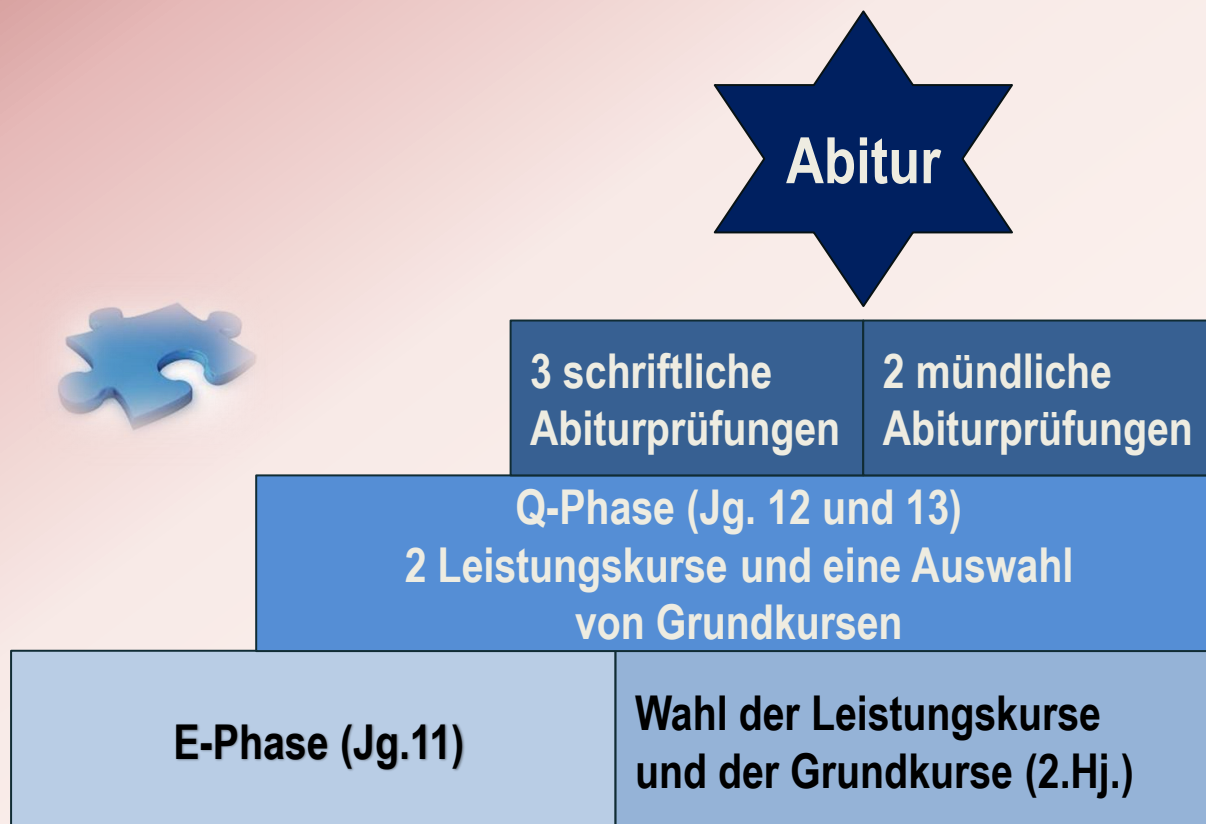 Abitur
3 schriftliche
Abiturprüfungen
2 mündliche
Abiturprüfungen
Q-Phase (Jg. 12 und 13)
2 Leistungskurse und eine Auswahl
von Grundkursen
E-Phase (Jg.11)
Wahl der Leistungskurse
und der Grundkurse (2.Hj.)